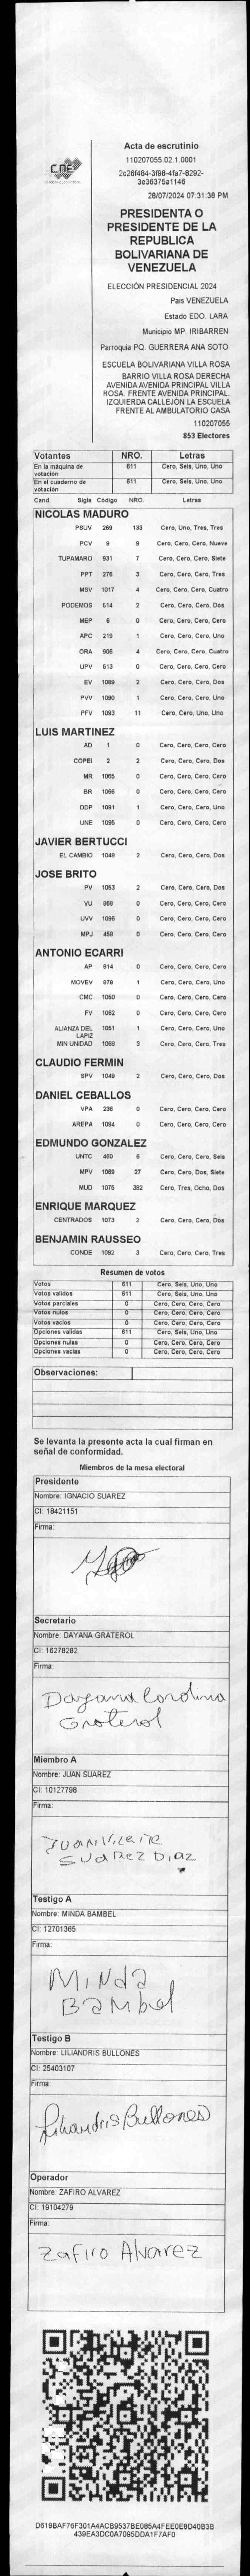 CNE
Acta de escrutinio
110207055.02.1.0001
2c26f484-3f98-4fa7-8292-
3e36375a1146
28/07/2024 07:31:38 PM
PRESIDENTA O
PRESIDENTE DE LA
REPUBLICA
BOLIVARIANA DE
VENEZUELA
ELECCIÓN PRESIDENCIAL 2024
País VENEZUELA
Estado EDO. LARA
Municipio MP. IRIBARREN
Parroquia PQ. GUERRERA ANA SOTO
ESCUELA BOLIVARIANA VILLA ROSA
BARRIO VILLA ROSA DERECHA
AVENIDA AVENIDA PRINCIPAL VILLA
ROSA. FRENTE AVENIDA PRINCIPAL.
IZQUIERDA CALLEJÓN LA ESCUELA
FRENTE AL AMBULATORIO CASA
110207055
853 Electores
Votantes NRO. Letras
En la máquina de votación 611 Cero, Seis, Uno, Uno
En el cuaderno de votación 611 Cero, Seis, Uno, Uno
Cand. Sigla Código NRO. Letras
NICOLAS MADURO
PSUV 269 133 Cero, Uno, Tres, Tres
PCV 9 9 Cero, Cero, Cero, Nueve
TUPAMARO 931 7 Cero, Cero, Cero, Siete
PPT 276 3 Cero, Cero, Cero, Tres
MSV 1017 4 Cero, Cero, Cero, Cuatro
PODEMOS 514 2 Cero, Cero, Cero, Dos
MEP 6 0 Cero, Cero, Cero, Cero
APC 219 1 Cero, Cero, Cero, Uno
ORA 906 4 Cero, Cero, Cero, Cuatro
UPV 513 0 Cero, Cero, Cero, Cero
EV 1089 2 Cero, Cero, Cero, Dos
PVV 1090 1 Cero, Cero, Cero, Uno
PFV 1093 11 Cero, Cero, Uno, Uno
LUIS MARTINEZ
AD 1 0 Cero, Cero, Cero, Cero
COPEI 2 2 Cero, Cero, Cero, Dos
MR 1065 0 Cero, Cero, Cero, Cero
BR 1066 0 Cero, Cero, Cero, Cero
DDP 1091 1 Cero, Cero, Cero, Uno
UNE 1095 0 Cero, Cero, Cero, Cero
JAVIER BERTUCCI
EL CAMBIO 1048 2 Cero, Cero, Cero, Dos
JOSE BRITO
PV 1053 2 Cero, Cero, Cero, Dos
VU 868 0 Cero, Cero, Cero, Cero
UVV 1096 0 Cero, Cero, Cero, Cero
MPJ 458 0 Cero, Cero, Cero, Cero
ANTONIO ECARRI
AP 814 0 Cero, Cero, Cero, Cero
MOVEV 878 1 Cero, Cero, Cero, Uno
CMC 1050 0 Cero, Cero, Cero, Cero
FV 1052 0 Cero, Cero, Cero, Cero
ALIANZA DEL LAPIZ 1051 1 Cero, Cero, Cero, Uno
MIN UNIDAD 1088 3 Cero, Cero, Cero, Tres
CLAUDIO FERMIN
SPV 1049 2 Cero, Cero, Cero, Dos
DANIEL CEBALLOS
VPA 236 0 Cero, Cero, Cero, Cero
AREPA 1094 0 Cero, Cero, Cero, Cero
EDMUNDO GONZALEZ
UNTC 460 6 Cero, Cero, Cero, Seis
MPV 1068 27 Cero, Cero, Dos, Siete
MUD 1075 382 Cero, Tres, Ocho, Dos
ENRIQUE MARQUEZ
CENTRADOS 1073 2 Cero, Cero, Cero, Dos
BENJAMIN RAUSSEO
CONDE 1092 3 Cero, Cero, Cero, Tres
Resumen de votos
Votos 611 Cero, Seis, Uno, Uno
Votos validos 611 Cero, Seis, Uno, Uno
Votos parciales 0 Cero, Cero, Cero, Cero
Votos nulos 0 Cero, Cero, Cero, Cero
Votos vacíos 0 Cero, Cero, Cero, Cero
Opciones validas 611 Cero, Seis, Uno, Uno
Opciones nulas 0 Cero, Cero, Cero, Cero
Opciones vacías 0 Cero, Cero, Cero, Cero
Observaciones:
Se levanta la presente acta la cual firman en
señal de conformidad.
Miembros de la mesa electoral
Presidente
Nombre: IGNACIO SUAREZ
CI: 18421151
Firma:
Secretario
Nombre: DAYANA GRATEROL
CI: 16278282
Firma:
Dayana Carolina
Graterol
Miembro A
Nombre: JUAN SUAREZ
CI: 10127798
Firma:
JUAN VICENTE
SUAREZ DIAZ
Testigo A
Nombre: MINDA BAMBEL
CI: 12701365
Firma:
MINda
BaMbel
Testigo B
Nombre: LILIANDRIS BULLONES
CI: 25403107
Firma:
Liliandris Bullones
Operador
Nombre: ZAFIRO ALVAREZ
CI: 19104279
Firma:
Zafiro Alvarez
D619BAF76F301A4ACB9537BE085A4FEE0E8D40B3B
439EA3DC0A7095DDA1F7AF0